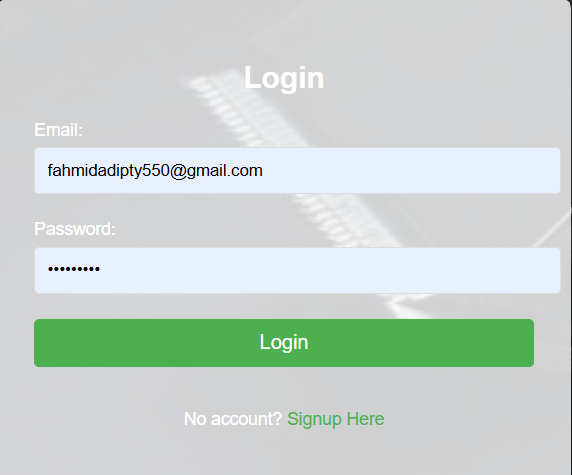 Login
Email:
fahmidadipty550@gmail.com
Password:
•••••••••
Login
No account? Signup Here